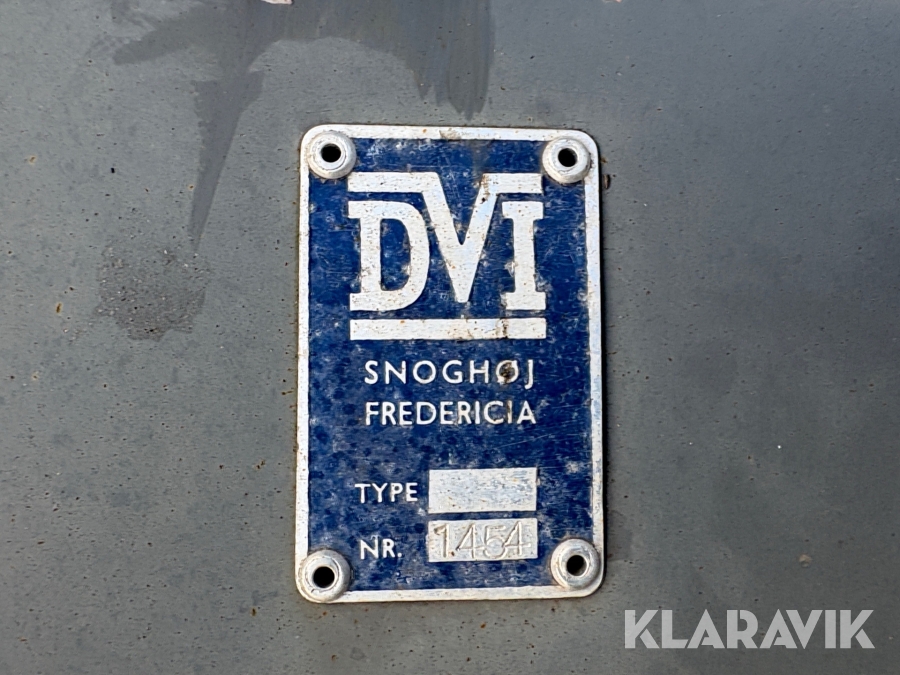 DVI
SNOGHØJ
FREDERICIA
TYPE
NR. 1454
KLARAVIK